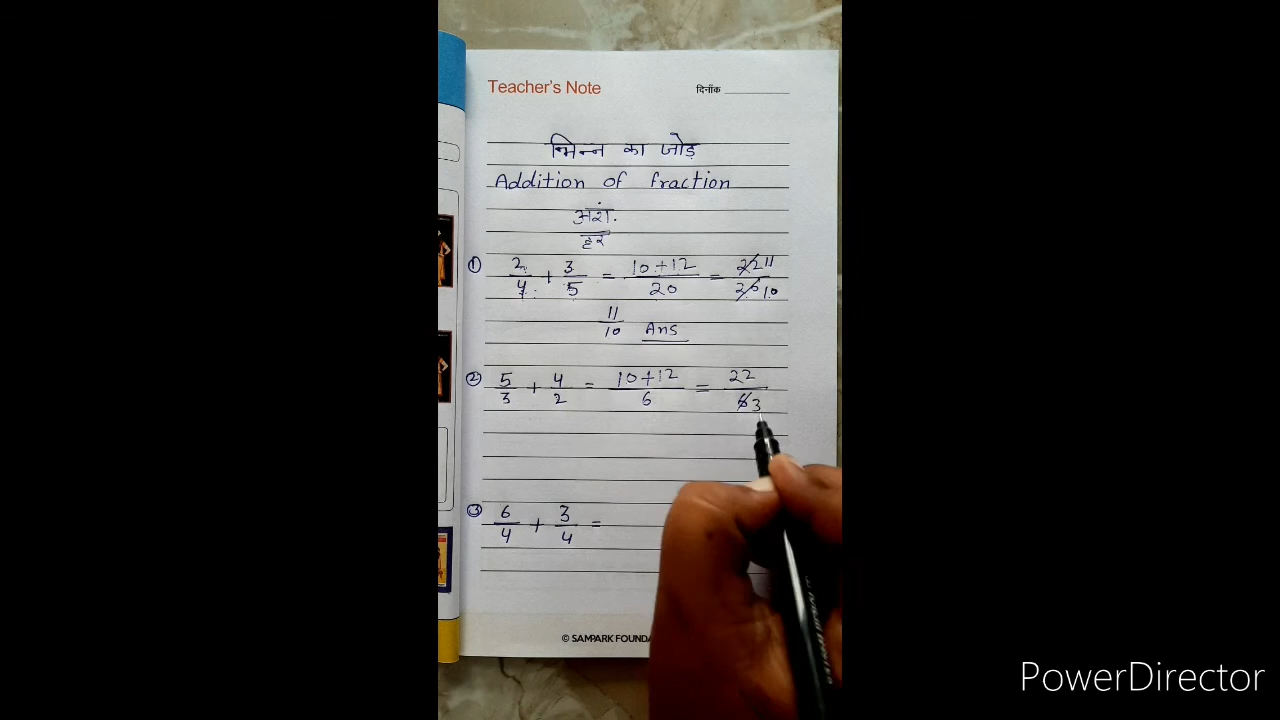 Teacher's Note दिनाँक
भिन्न का जोड़
Addition of fraction
अंश.
हर
① 2/4 + 3/5 = 10+12/20 = 22 11/20 10
11/10 Ans
② 5/3 + 4/2 = 10+12/6 = 22/6 3
③ 6/4 + 3/4 =
© SAMPARK FOUNDA
PowerDirector